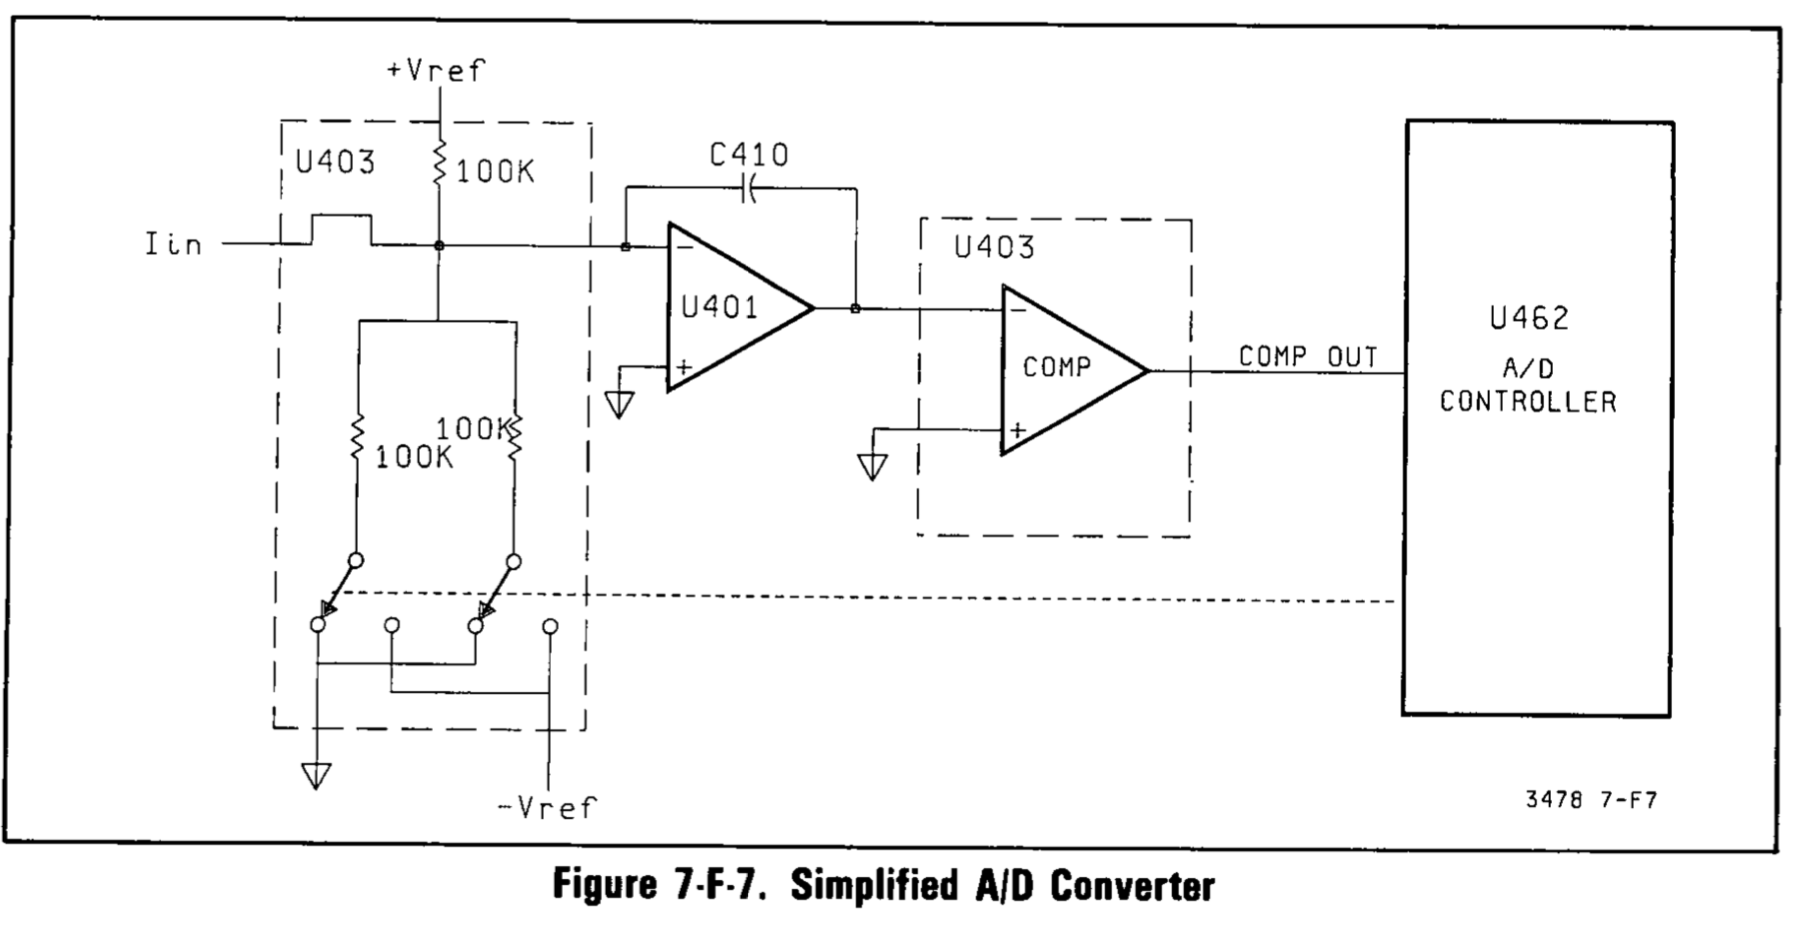 +Vref
U403
100K
C410
Iin
U403
−
−
U401
+
−
COMP
+
COMP OUT
U462
A/D
CONTROLLER
100K
100K
-Vref
3478 7-F7
Figure 7-F-7. Simplified A/D Converter